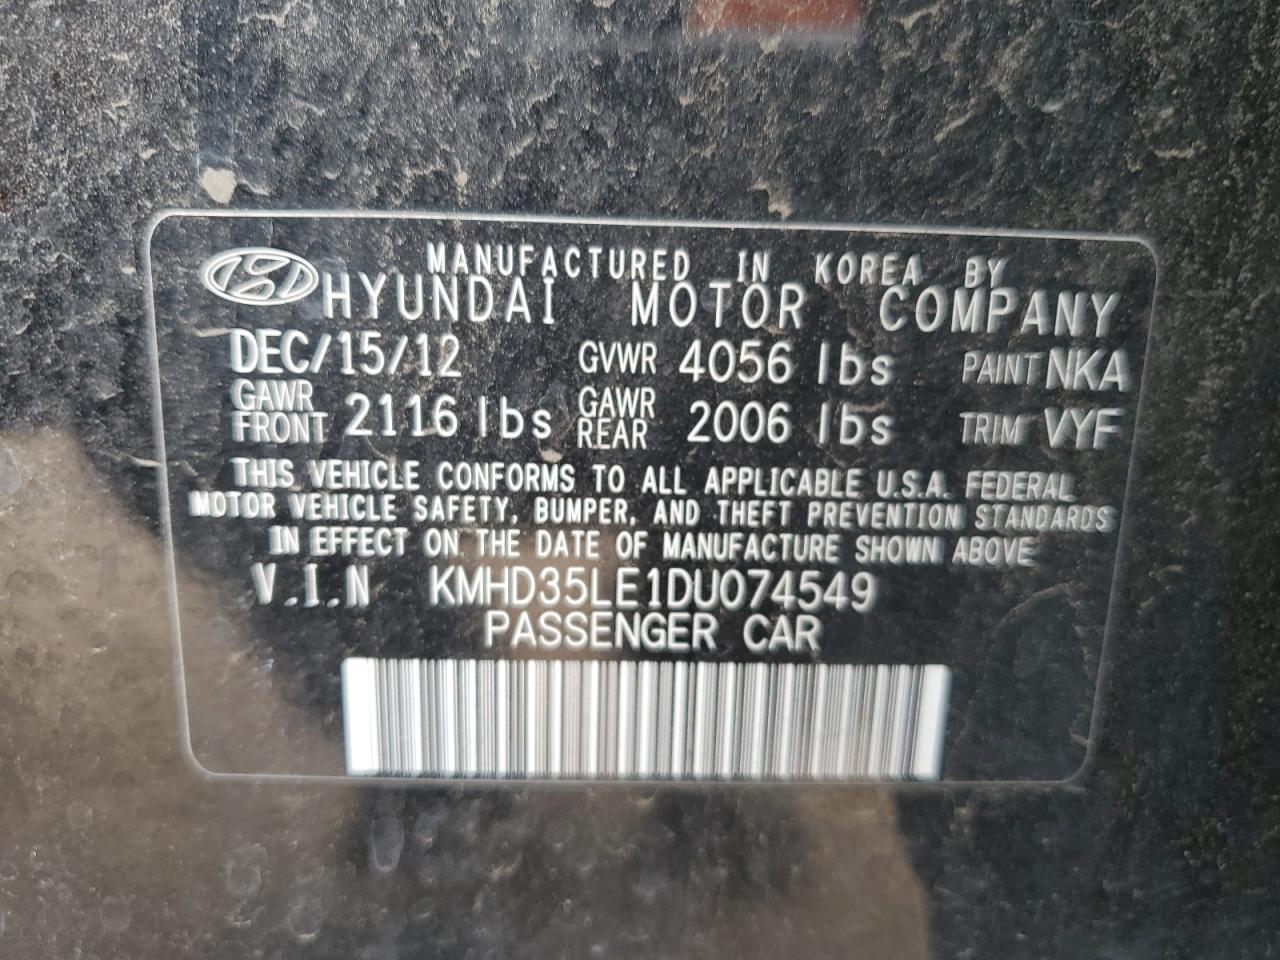 MANUFACTURED IN KOREA BY
HYUNDAI MOTOR COMPANY
DEC/15/12 GVWR 4056 lbs PAINT NKA
GAWR FRONT 2116 lbs GAWR REAR 2006 lbs TRIM VYF
THIS VEHICLE CONFORMS TO ALL APPLICABLE U.S.A. FEDERAL
MOTOR VEHICLE SAFETY, BUMPER, AND THEFT PREVENTION STANDARDS
IN EFFECT ON THE DATE OF MANUFACTURE SHOWN ABOVE
V.I.N KMHD35LE1DU074549
PASSENGER CAR